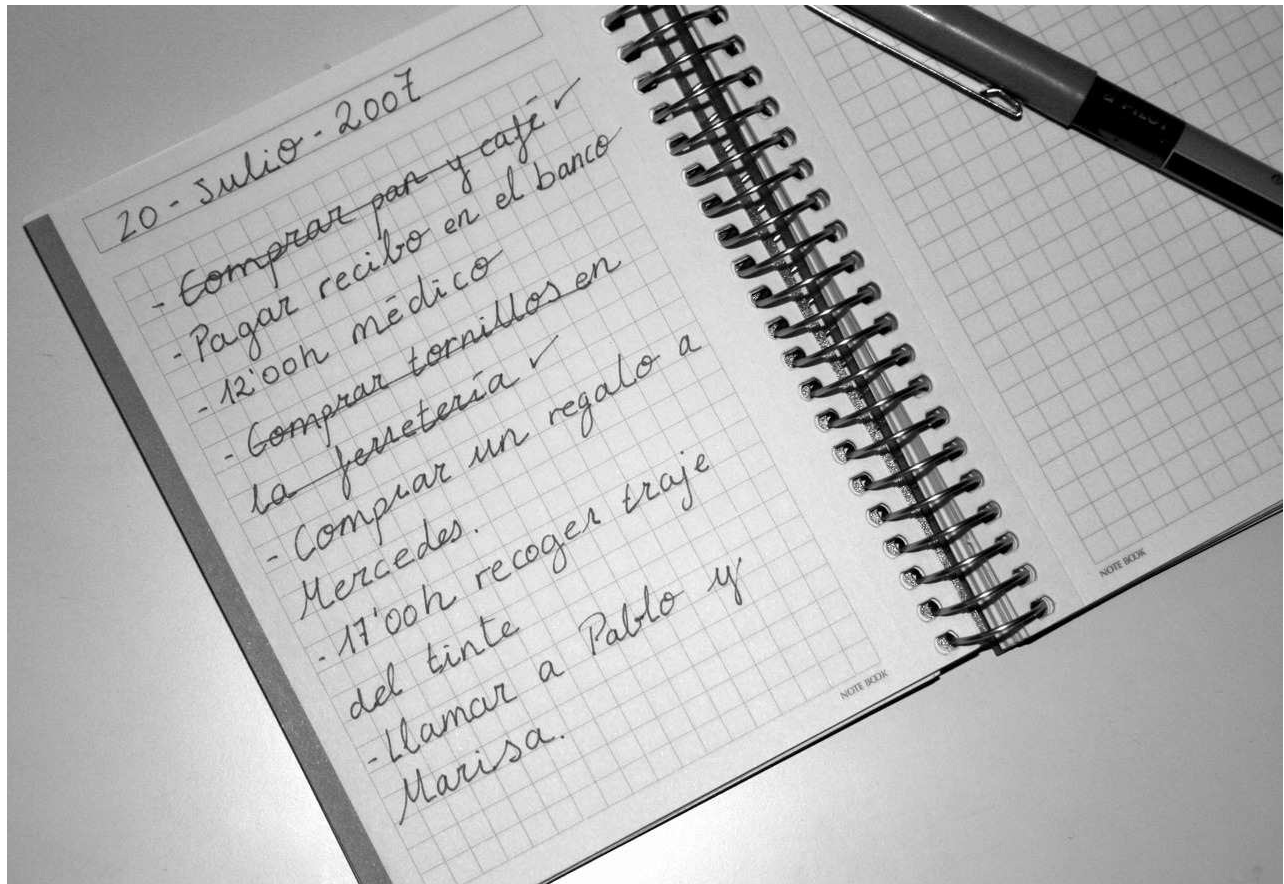 20 - Julio - 2007
- Comprar pan y café ✓
- Pagar recibo en el banco
- 12'00h médico
- Comprar tornillos en
la ferretería ✓
- Comprar un regalo a
Mercedes.
- 17'00h recoger traje
del tinte
- Llamar a Pablo y
Marisa.
NOTE BOOK
NOTE BOOK
PILOT